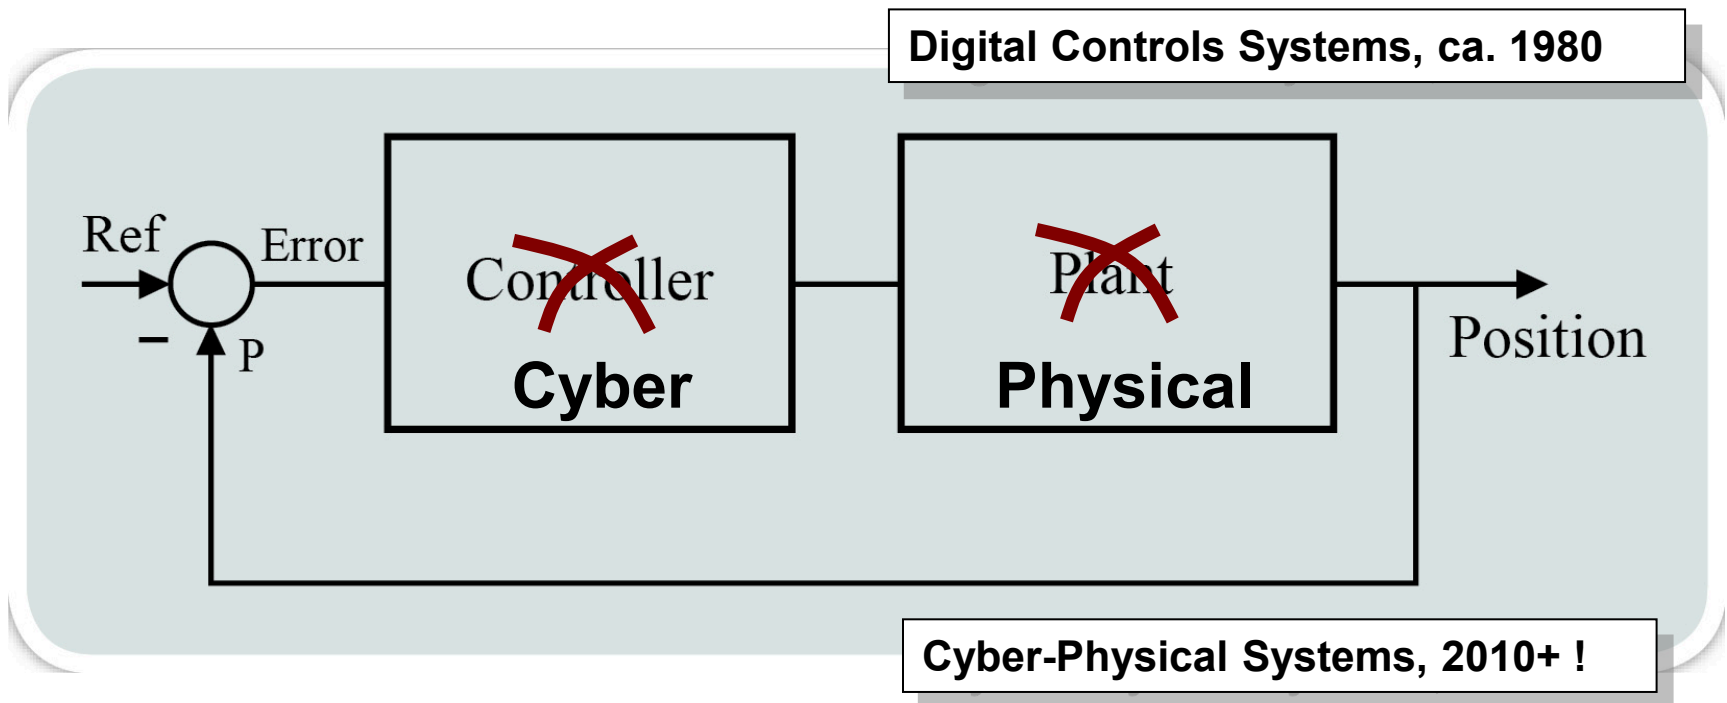 Digital Controls Systems, ca. 1980
Ref
Error
Controller
Plant
–
P
Cyber
Physical
Position
Cyber-Physical Systems, 2010+ !